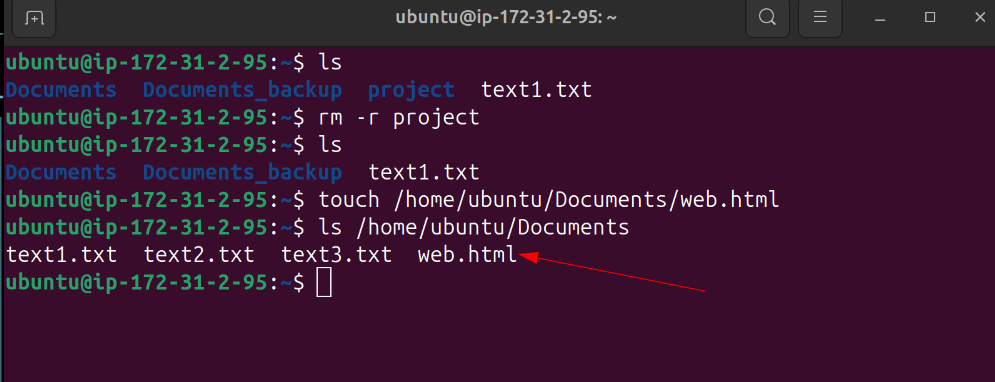 ubuntu@ip-172-31-2-95: ~
ubuntu@ip-172-31-2-95:~$ ls
Documents  Documents_backup  project  text1.txt
ubuntu@ip-172-31-2-95:~$ rm -r project
ubuntu@ip-172-31-2-95:~$ ls
Documents  Documents_backup  text1.txt
ubuntu@ip-172-31-2-95:~$ touch /home/ubuntu/Documents/web.html
ubuntu@ip-172-31-2-95:~$ ls /home/ubuntu/Documents
text1.txt  text2.txt  text3.txt  web.html
ubuntu@ip-172-31-2-95:~$